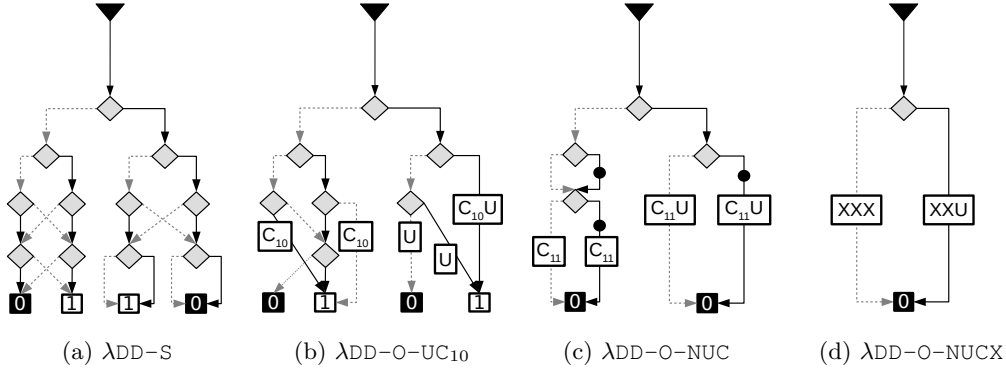 C₁₀ C₁₀ U U C₁₀U
C₁₁ C₁₁ C₁₁U C₁₁U
XXX XXU
0 1 1 0
0 1 0 1
0 0
0
(a) λDD-S (b) λDD-O-UC₁₀ (c) λDD-O-NUC (d) λDD-O-NUCX